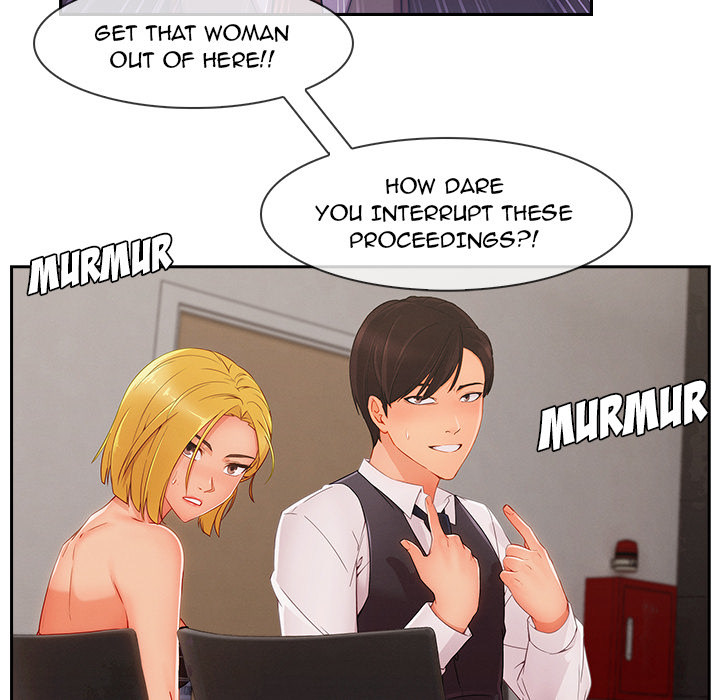 GET THAT WOMAN
OUT OF HERE!!
HOW DARE
YOU INTERRUPT THESE
PROCEEDINGS?!
MURMUR
MURMUR